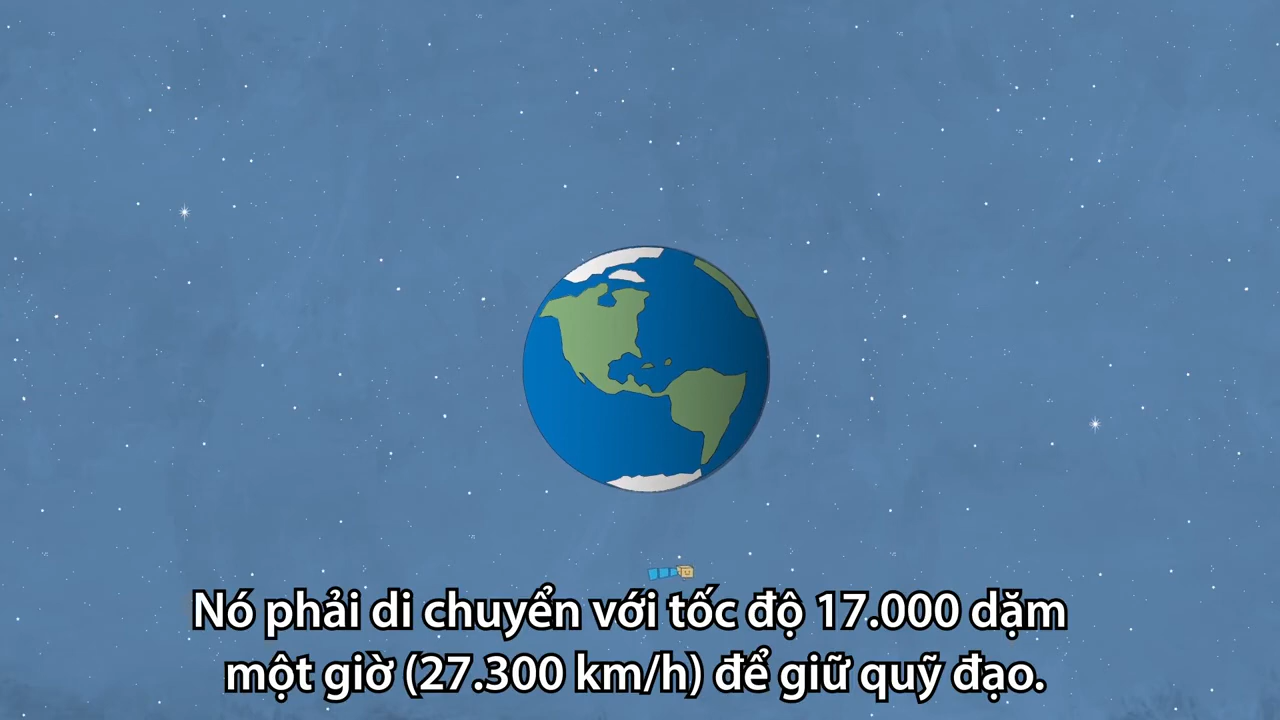 Nó phải di chuyển với tốc độ 17.000 dặm
một giờ (27.300 km/h) để giữ quỹ đạo.